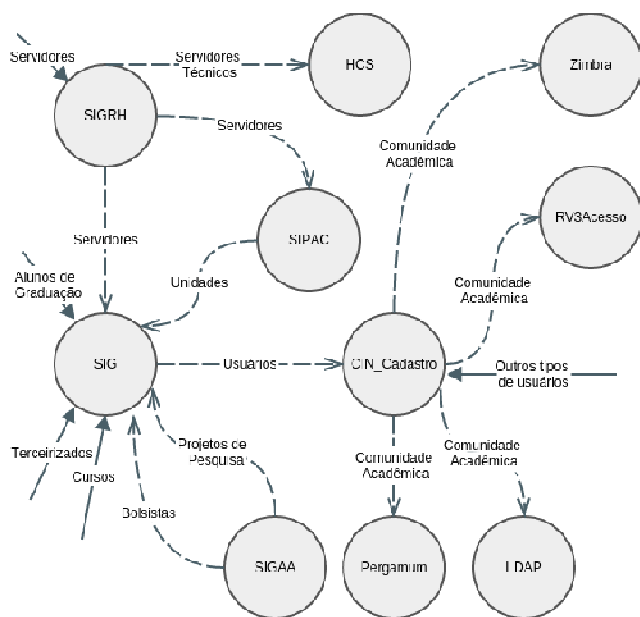 Servidores
Servidores
Técnicos
HCS
Zimbra
SIGRH
Servidores
Comunidade
Acadêmica
RV3Acesso
Servidores
SIPAC
Unidades
Alunos de
Graduação
Comunidade
Acadêmica
SIG
Usuários
CIN_Cadastro
Outros tipos
de usuários
Projetos de
Pesquisa
Terceirizados
Cursos
Comunidade
Acadêmica
Comunidade
Acadêmica
Bolsistas
SIGAA
Pergamum
LDAP